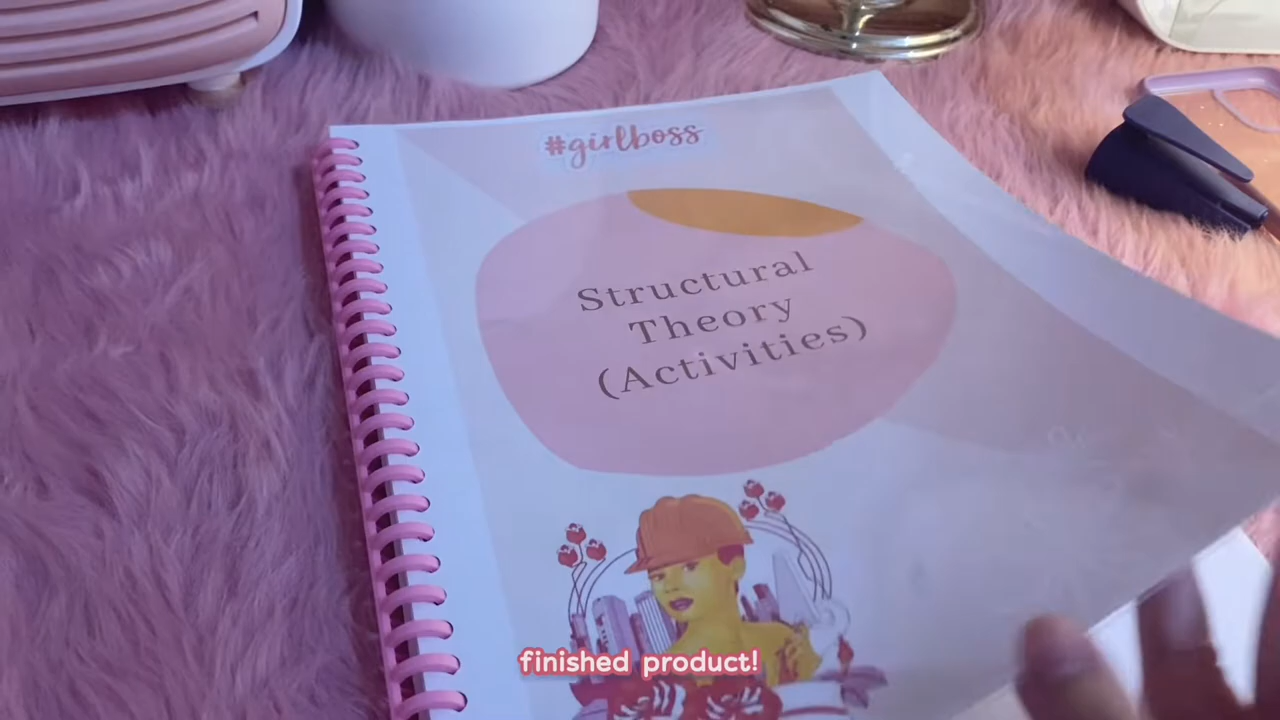 #girlboss
Structural
Theory
(Activities)
finished product!